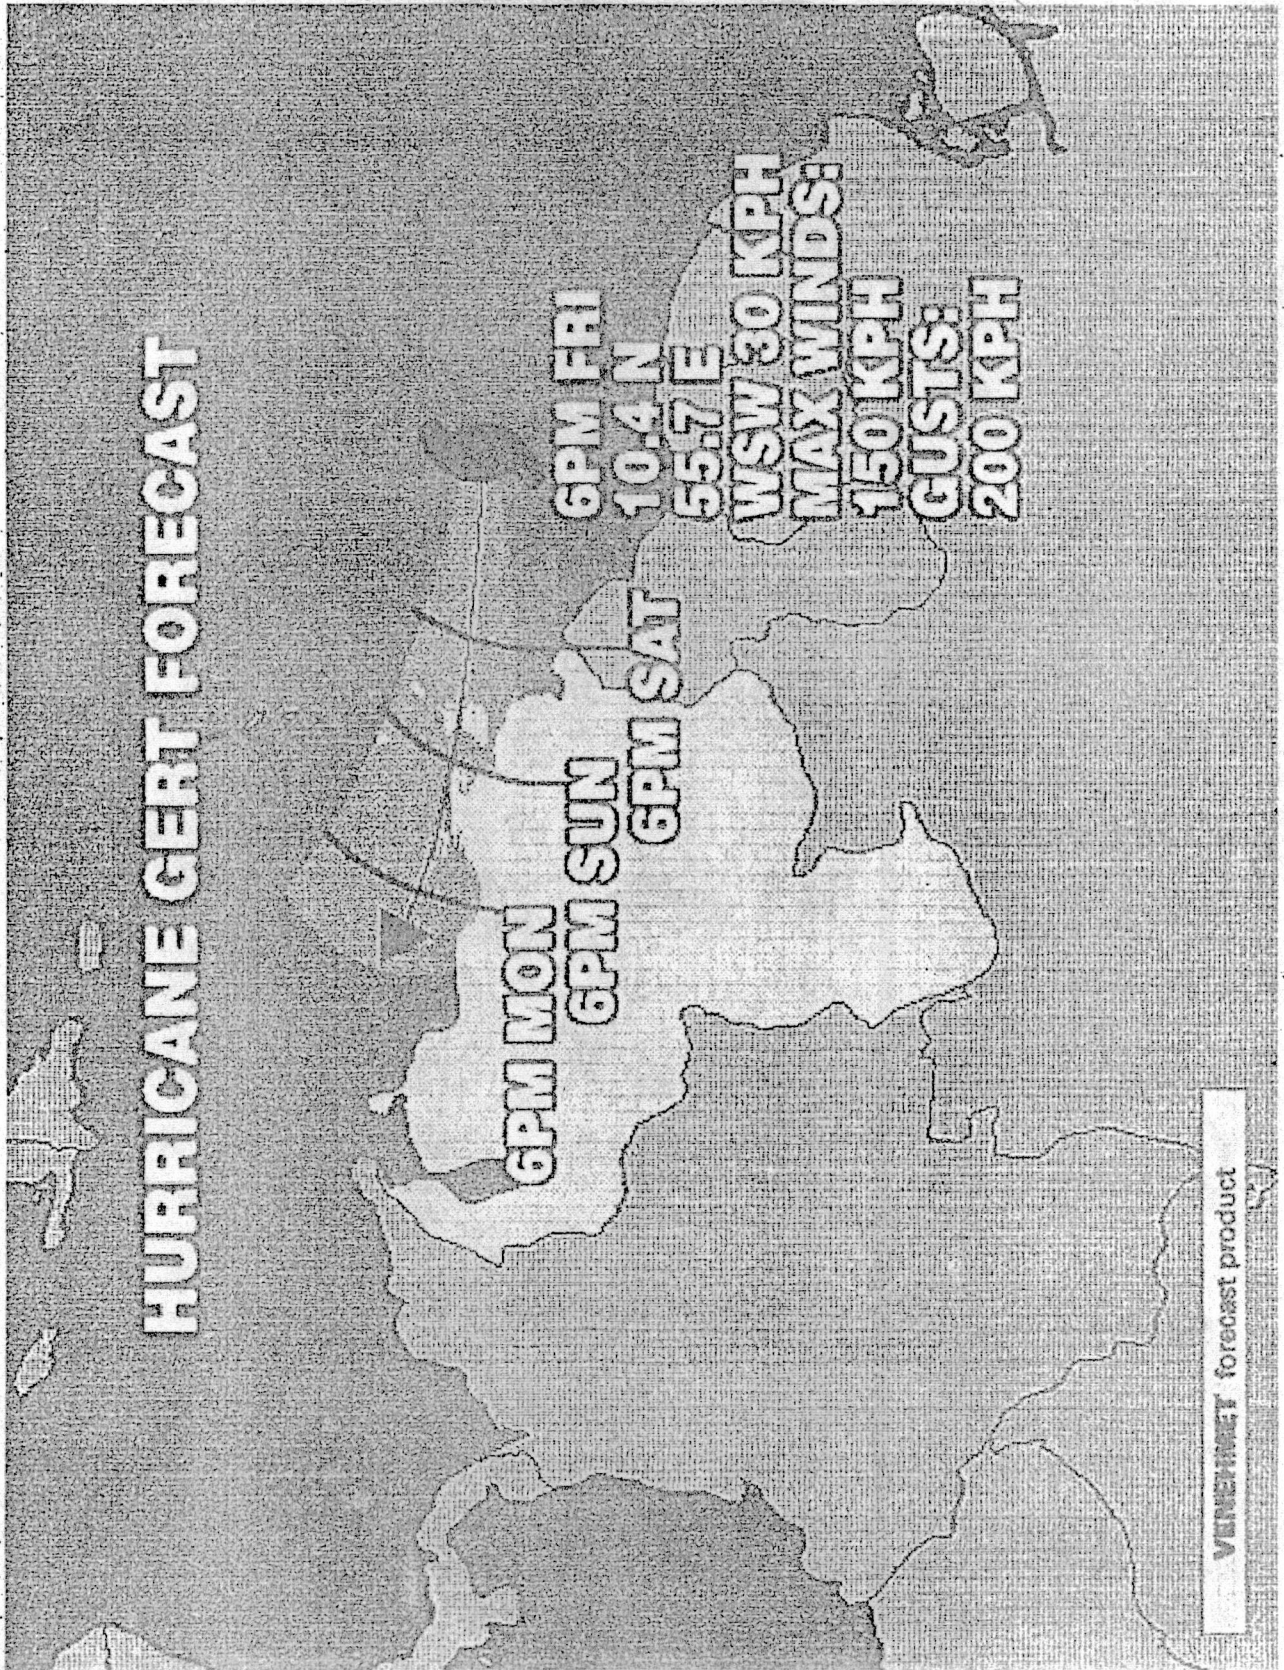 HURRICANE GERT FORECAST
6PM FRI
10.4 N
55.7 E
WSW 30 KPH
MAX WINDS:
150 KPH
GUSTS:
200 KPH
6PM SAT
6PM SUN
6PM MON
VENEHMET forecast product